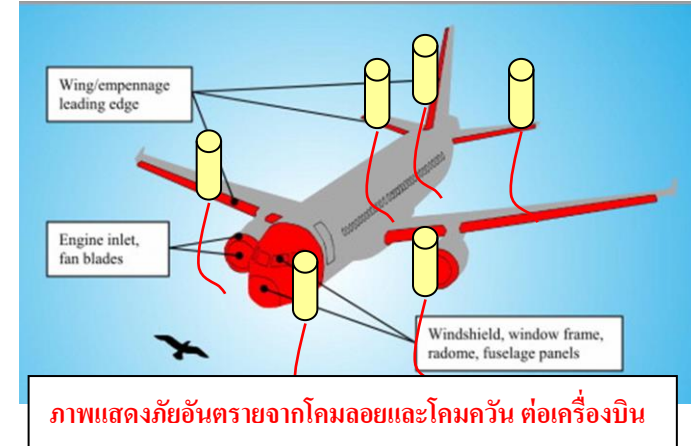 Wing/empennage
leading edge
Engine inlet,
fan blades
Windshield, window frame,
radome, fuselage panels
ภาพแสดงภัยอันตรายจากโคมลอยและโคมควัน ต่อเครื่องบิน